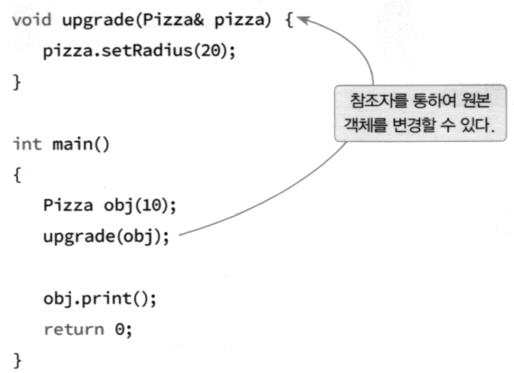 void upgrade(Pizza& pizza) {
pizza.setRadius(20);
}
참조자를 통하여 원본
객체를 변경할 수 있다.
int main()
{
Pizza obj(10);
upgrade(obj);
obj.print();
return 0;
}